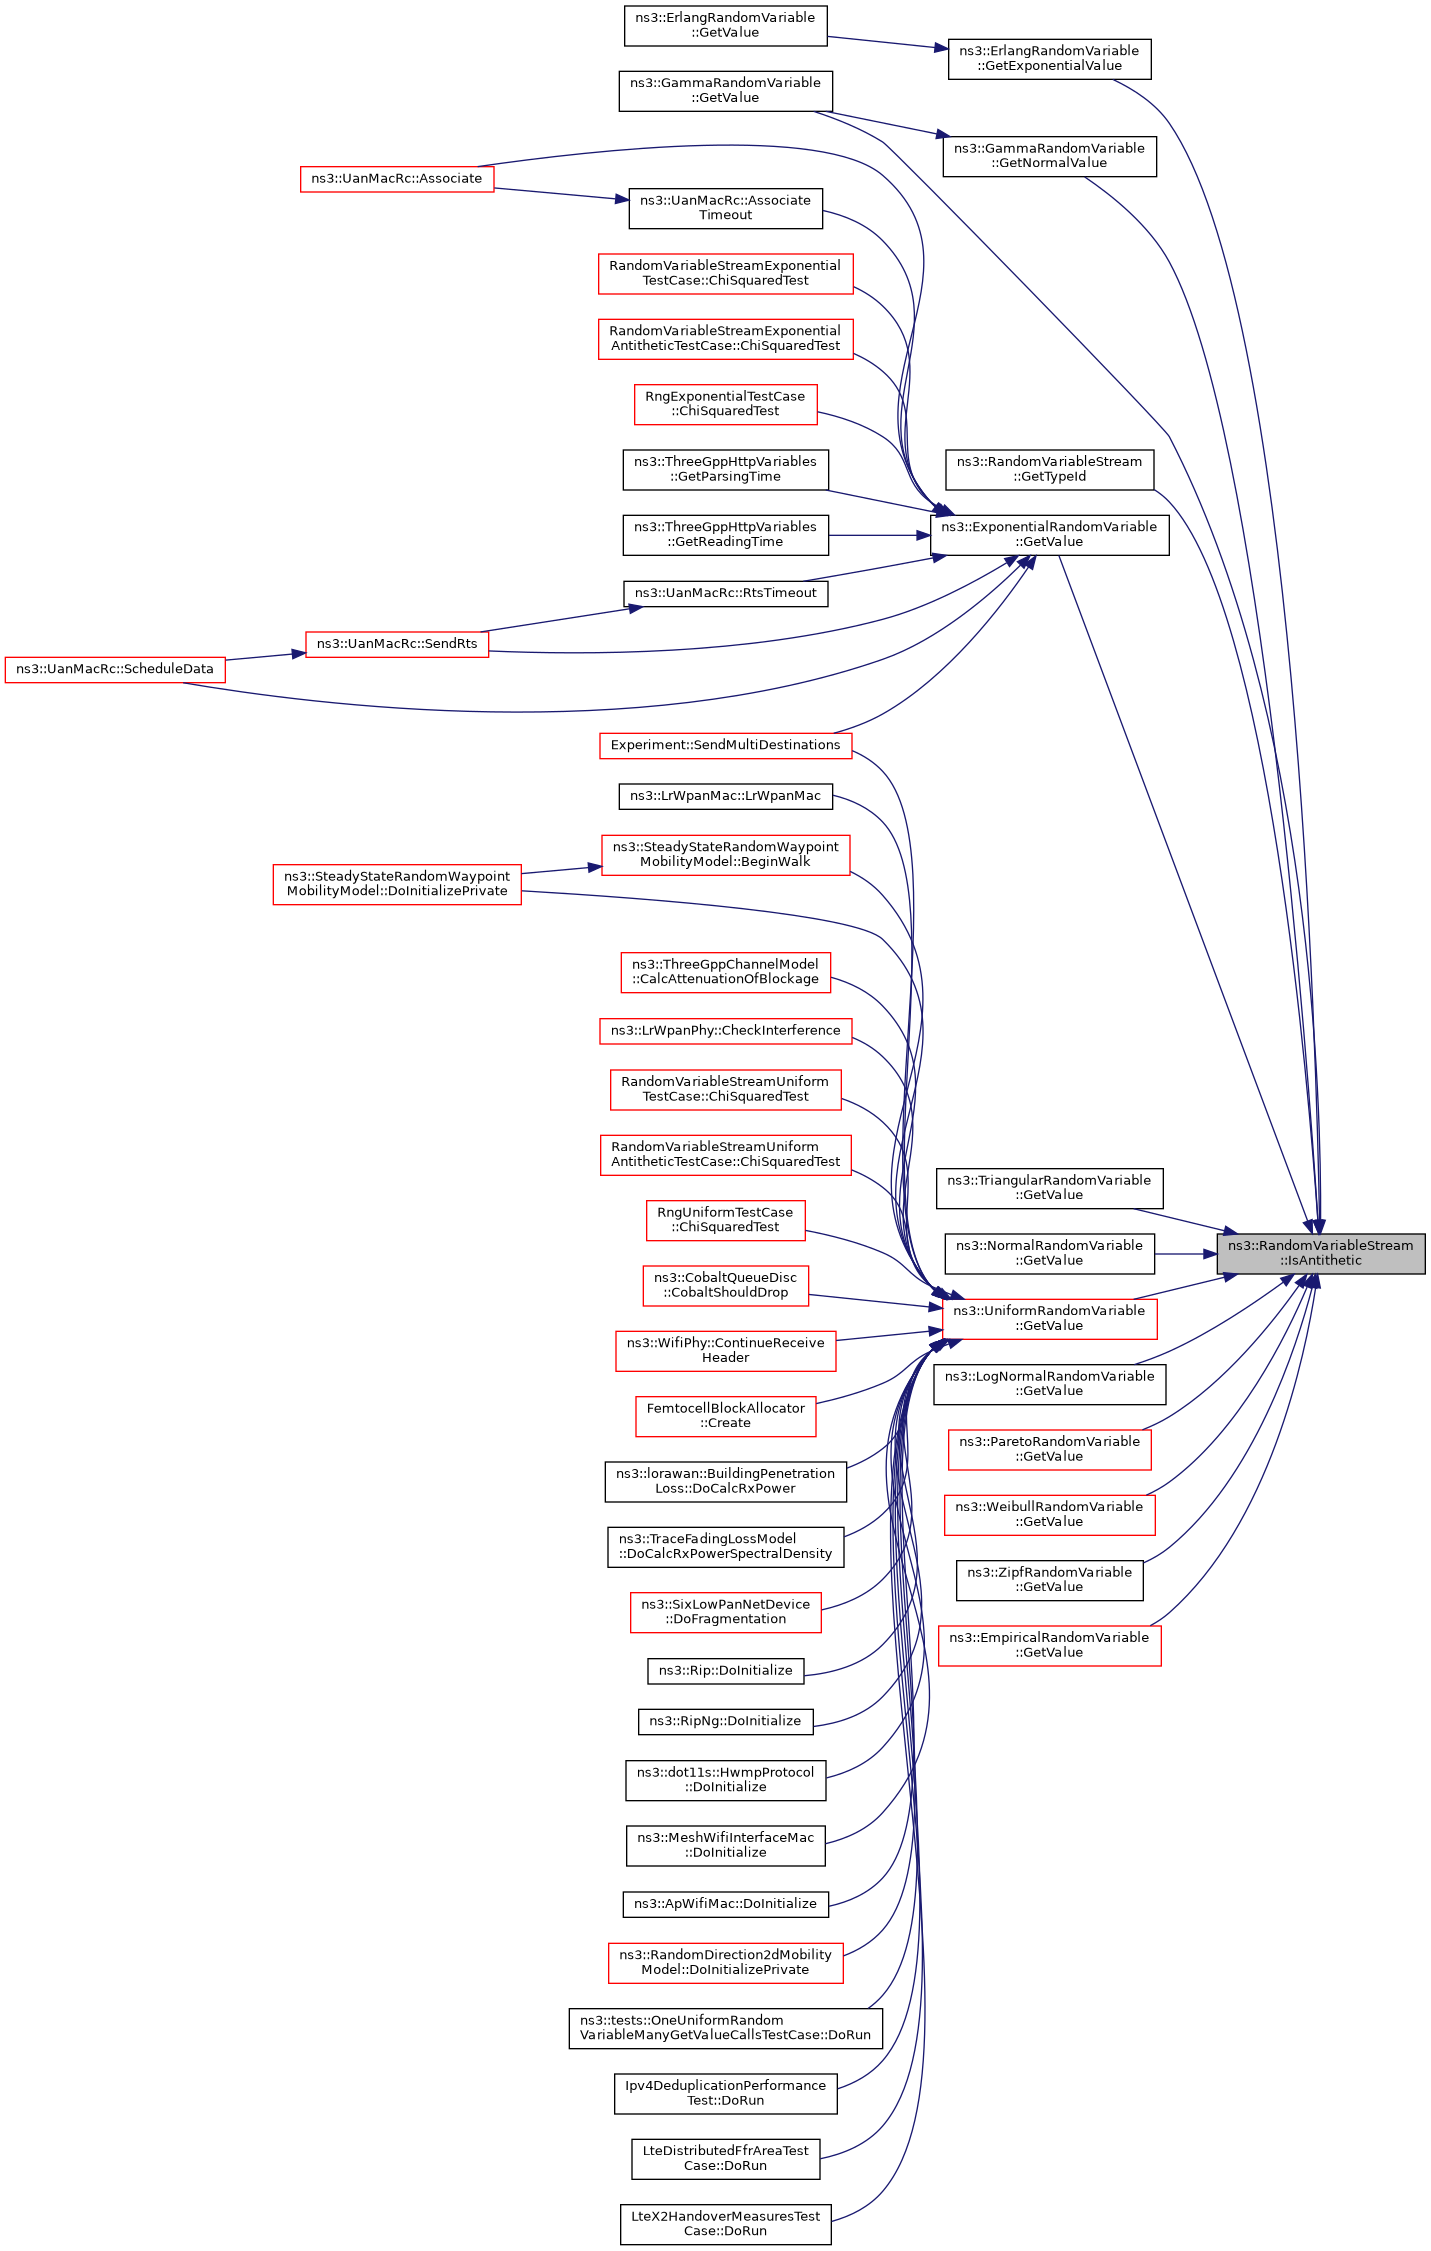 ns3::ErlangRandomVariable
::GetValue
ns3::ErlangRandomVariable
::GetExponentialValue
ns3::GammaRandomVariable
::GetValue
ns3::GammaRandomVariable
::GetNormalValue
ns3::UanMacRc::Associate
ns3::UanMacRc::Associate
Timeout
RandomVariableStreamExponential
TestCase::ChiSquaredTest
RandomVariableStreamExponential
AntitheticTestCase::ChiSquaredTest
RngExponentialTestCase
::ChiSquaredTest
ns3::ThreeGppHttpVariables
::GetParsingTime
ns3::RandomVariableStream
::GetTypeId
ns3::ThreeGppHttpVariables
::GetReadingTime
ns3::ExponentialRandomVariable
::GetValue
ns3::UanMacRc::RtsTimeout
ns3::UanMacRc::SendRts
ns3::UanMacRc::ScheduleData
Experiment::SendMultiDestinations
ns3::LrWpanMac::LrWpanMac
ns3::SteadyStateRandomWaypoint
MobilityModel::BeginWalk
ns3::SteadyStateRandomWaypoint
MobilityModel::DoInitializePrivate
ns3::ThreeGppChannelModel
::CalcAttenuationOfBlockage
ns3::LrWpanPhy::CheckInterference
RandomVariableStreamUniform
TestCase::ChiSquaredTest
RandomVariableStreamUniform
AntitheticTestCase::ChiSquaredTest
ns3::TriangularRandomVariable
::GetValue
RngUniformTestCase
::ChiSquaredTest
ns3::NormalRandomVariable
::GetValue
ns3::RandomVariableStream
::IsAntithetic
ns3::CobaltQueueDisc
::CobaltShouldDrop
ns3::UniformRandomVariable
::GetValue
ns3::WifiPhy::ContinueReceive
Header
ns3::LogNormalRandomVariable
::GetValue
FemtocellBlockAllocator
::Create
ns3::ParetoRandomVariable
::GetValue
ns3::lorawan::BuildingPenetration
Loss::DoCalcRxPower
ns3::WeibullRandomVariable
::GetValue
ns3::TraceFadingLossModel
::DoCalcRxPowerSpectralDensity
ns3::ZipfRandomVariable
::GetValue
ns3::SixLowPanNetDevice
::DoFragmentation
ns3::EmpiricalRandomVariable
::GetValue
ns3::Rip::DoInitialize
ns3::RipNg::DoInitialize
ns3::dot11s::HwmpProtocol
::DoInitialize
ns3::MeshWifiInterfaceMac
::DoInitialize
ns3::ApWifiMac::DoInitialize
ns3::RandomDirection2dMobility
Model::DoInitializePrivate
ns3::tests::OneUniformRandom
VariableManyGetValueCallsTestCase::DoRun
Ipv4DeduplicationPerformance
Test::DoRun
LteDistributedFfrAreaTest
Case::DoRun
LteX2HandoverMeasuresTest
Case::DoRun